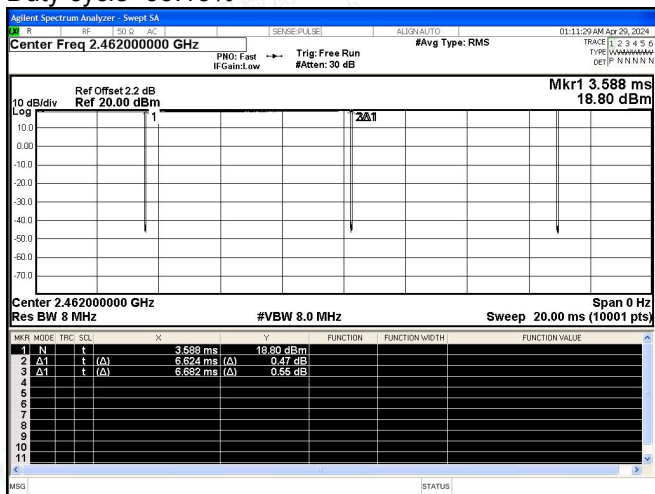 Agilent Spectrum Analyzer - Swept SA
LXI R RF 50 Ω AC SENSE:PULSE ALIGN AUTO 01:11:29 AM Apr 29, 2024
Center Freq 2.462000000 GHz #Avg Type: RMS TRACE 1 2 3 4 5 6
PNO: Fast Trig: Free Run TYPE WWWWWW
IFGain:Low #Atten: 30 dB DET P N N N N N
Mkr1 3.588 ms
Ref Offset 2.2 dB
10 dB/div Ref 20.00 dBm 18.80 dBm
Log
1 3Δ1
10.0
0.00
-10.0
-20.0
-30.0
-40.0
-50.0
-60.0
-70.0
Center 2.462000000 GHz Span 0 Hz
Res BW 8 MHz #VBW 8.0 MHz Sweep 20.00 ms (10001 pts)
MKR MODE TRC SCL X Y FUNCTION FUNCTION WIDTH FUNCTION VALUE
1 N t 3.588 ms 18.80 dBm
2 Δ1 t (Δ) 6.624 ms (Δ) 0.47 dB
3 Δ1 t (Δ) 6.682 ms (Δ) 0.55 dB
4
5
6
7
8
9
10
11
MSG STATUS